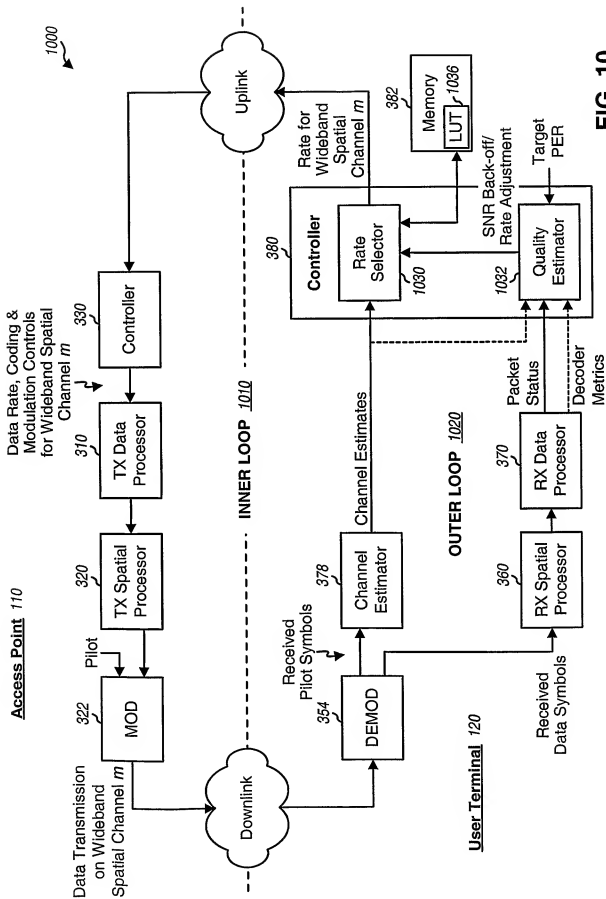 1000
Access Point 110
Data Rate, Coding &
Modulation Controls
for Wideband Spatial
Channel m
330
Controller
310
TX Data
Processor
320
TX Spatial
Processor
Pilot
322
MOD
Data Transmission
on Wideband
Spatial Channel m
Downlink
INNER LOOP 1010
Uplink
User Terminal 120
354
DEMOD
Received
Pilot Symbols
Received
Data Symbols
378
Channel
Estimator
Channel Estimates
OUTER LOOP 1020
360
RX Spatial
Processor
370
RX Data
Processor
Packet
Status
Decoder
Metrics
380
Controller
Rate
Selector
1030
Rate for
Wideband
Spatial
Channel m
382
Memory
LUT
1036
SNR Back-off/
Rate Adjustment
1032
Quality
Estimator
Target
PER
FIG. 10